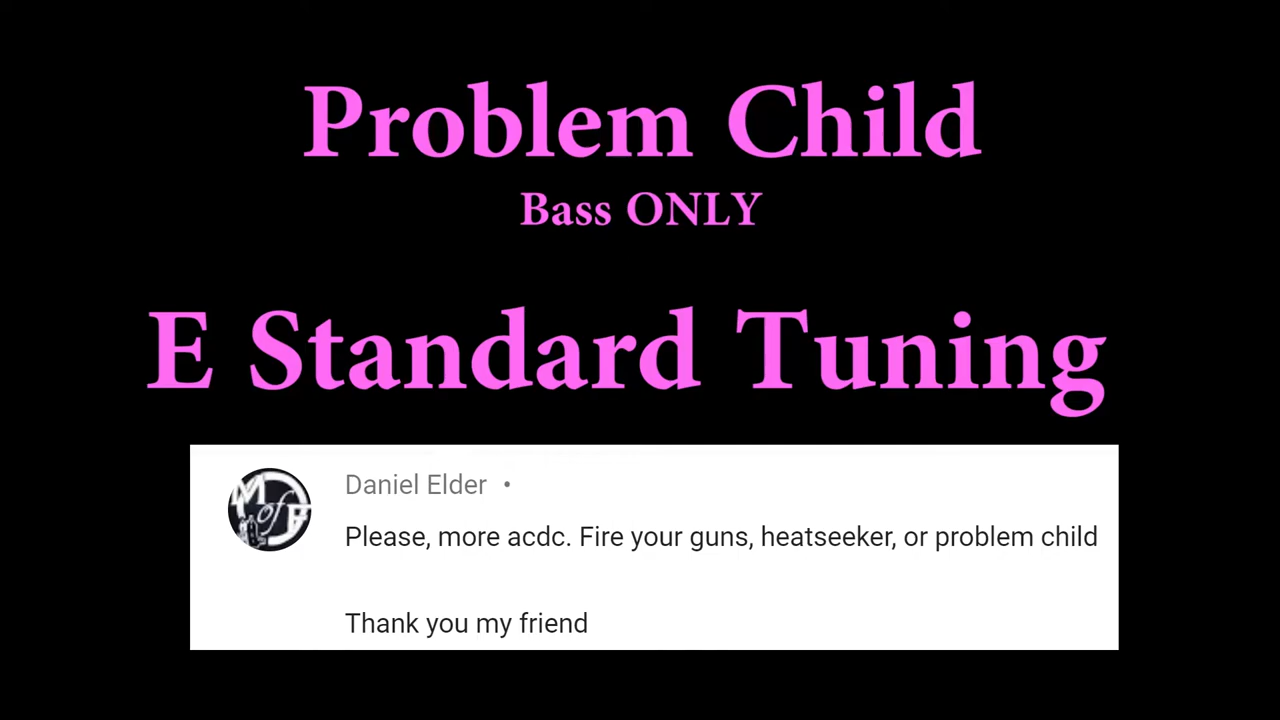 Problem Child
Bass ONLY
E Standard Tuning
M
of
F
Daniel Elder •
Please, more acdc. Fire your guns, heatseeker, or problem child
Thank you my friend